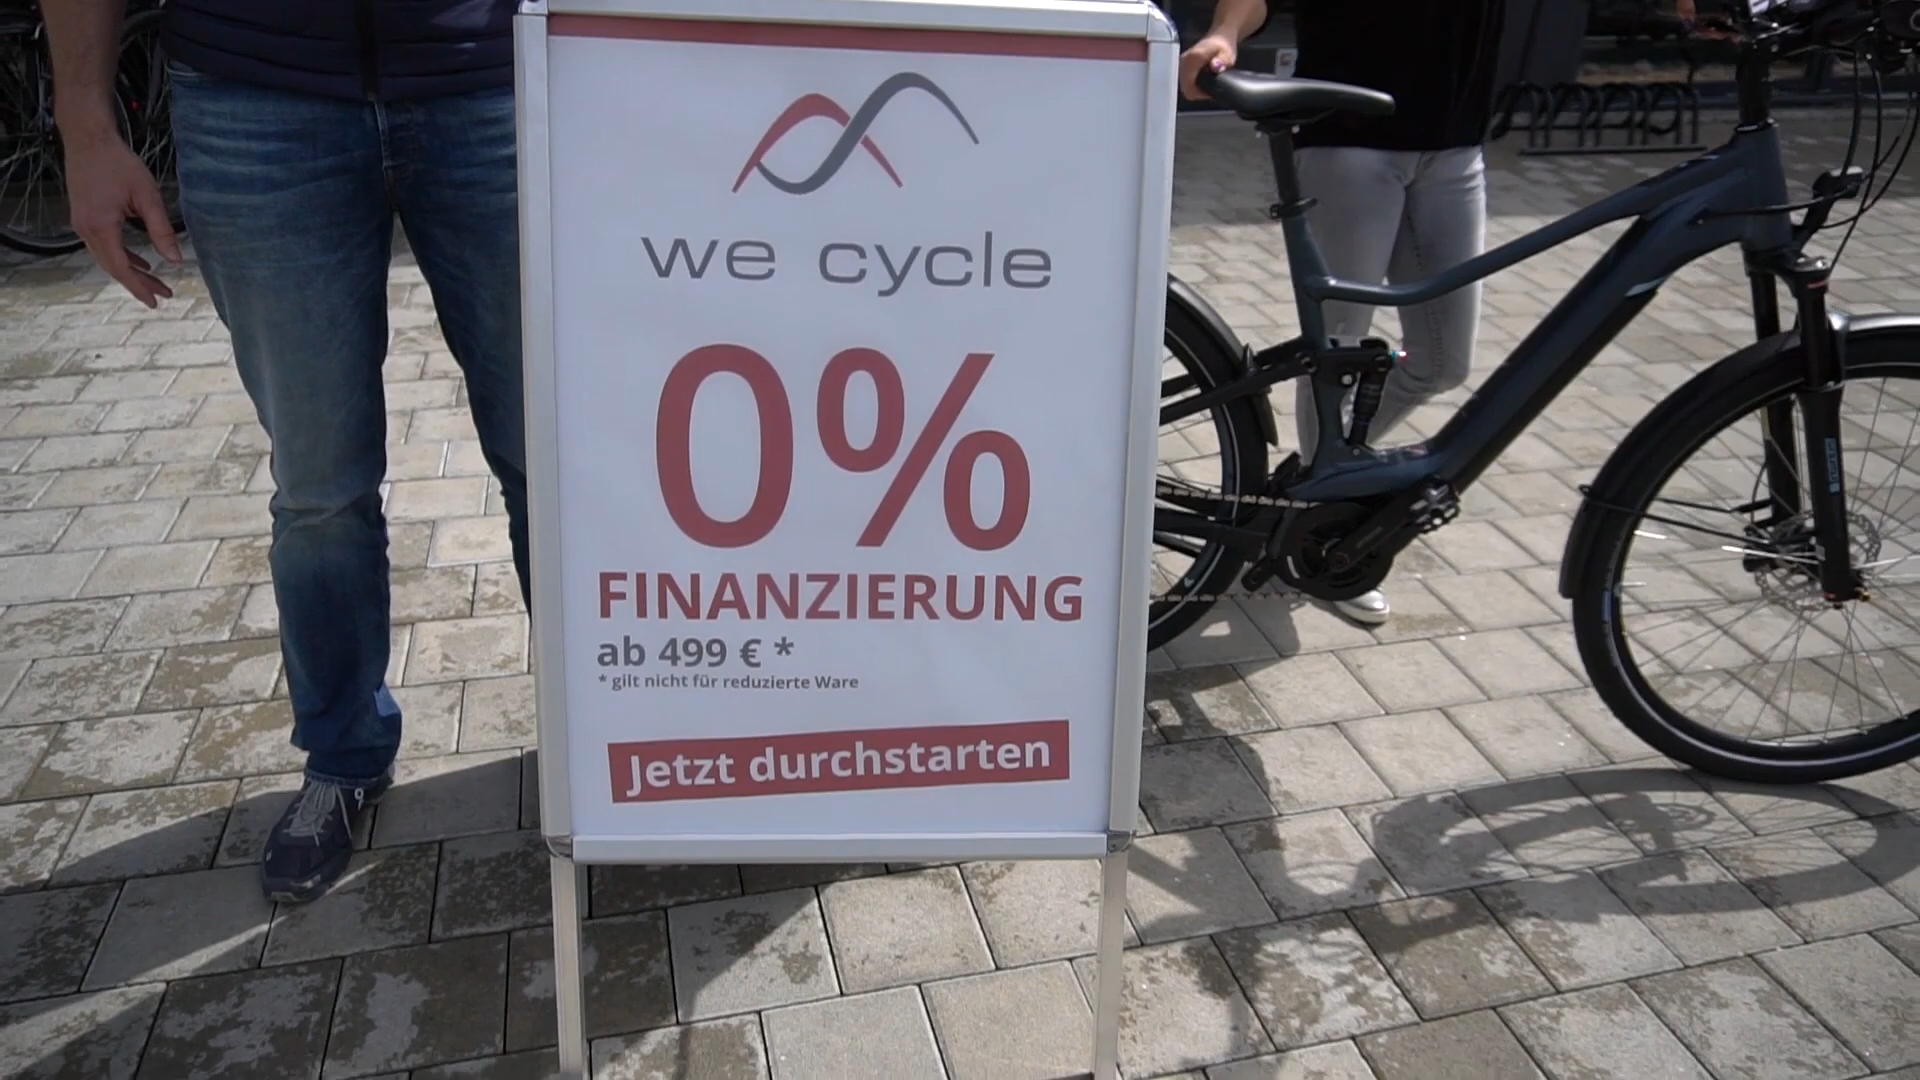 we cycle
0%
FINANZIERUNG
ab 499 € *
* gilt nicht für reduzierte Ware
Jetzt durchstarten